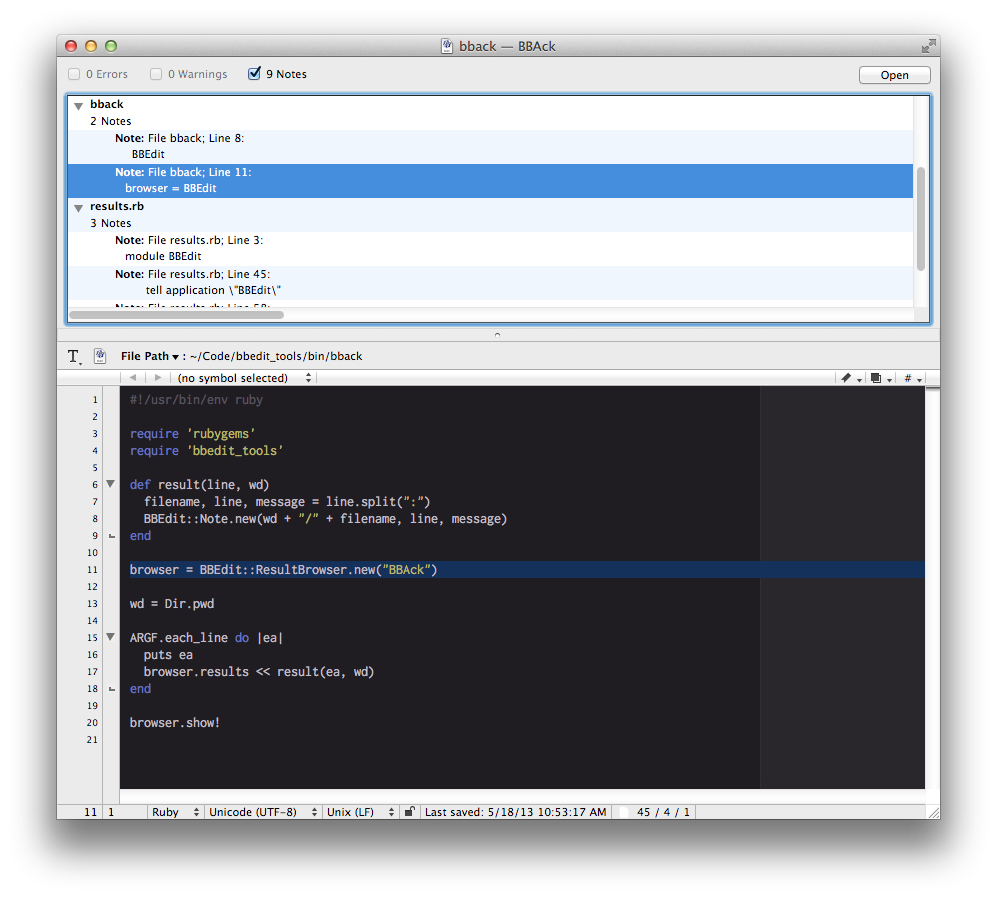 bback — BBAck
0 Errors 0 Warnings 9 Notes Open
bback
2 Notes
Note: File bback; Line 8:
BBEdit
Note: File bback; Line 11:
browser = BBEdit
results.rb
3 Notes
Note: File results.rb; Line 3:
module BBEdit
Note: File results.rb; Line 45:
tell application \"BBEdit\"
Note: File results.rb; Line 58:
T. File Path ▾ : ~/Code/bbedit_tools/bin/bback
(no symbol selected) #
1 #!/usr/bin/env ruby
2
3 require 'rubygems'
4 require 'bbedit_tools'
5
6 def result(line, wd)
7 filename, line, message = line.split(":")
8 BBEdit::Note.new(wd + "/" + filename, line, message)
9 end
10
11 browser = BBEdit::ResultBrowser.new("BBAck")
12
13 wd = Dir.pwd
14
15 ARGF.each_line do |ea|
16 puts ea
17 browser.results << result(ea, wd)
18 end
19
20 browser.show!
21
11 1 Ruby Unicode (UTF-8) Unix (LF) Last saved: 5/18/13 10:53:17 AM 45 / 4 / 1